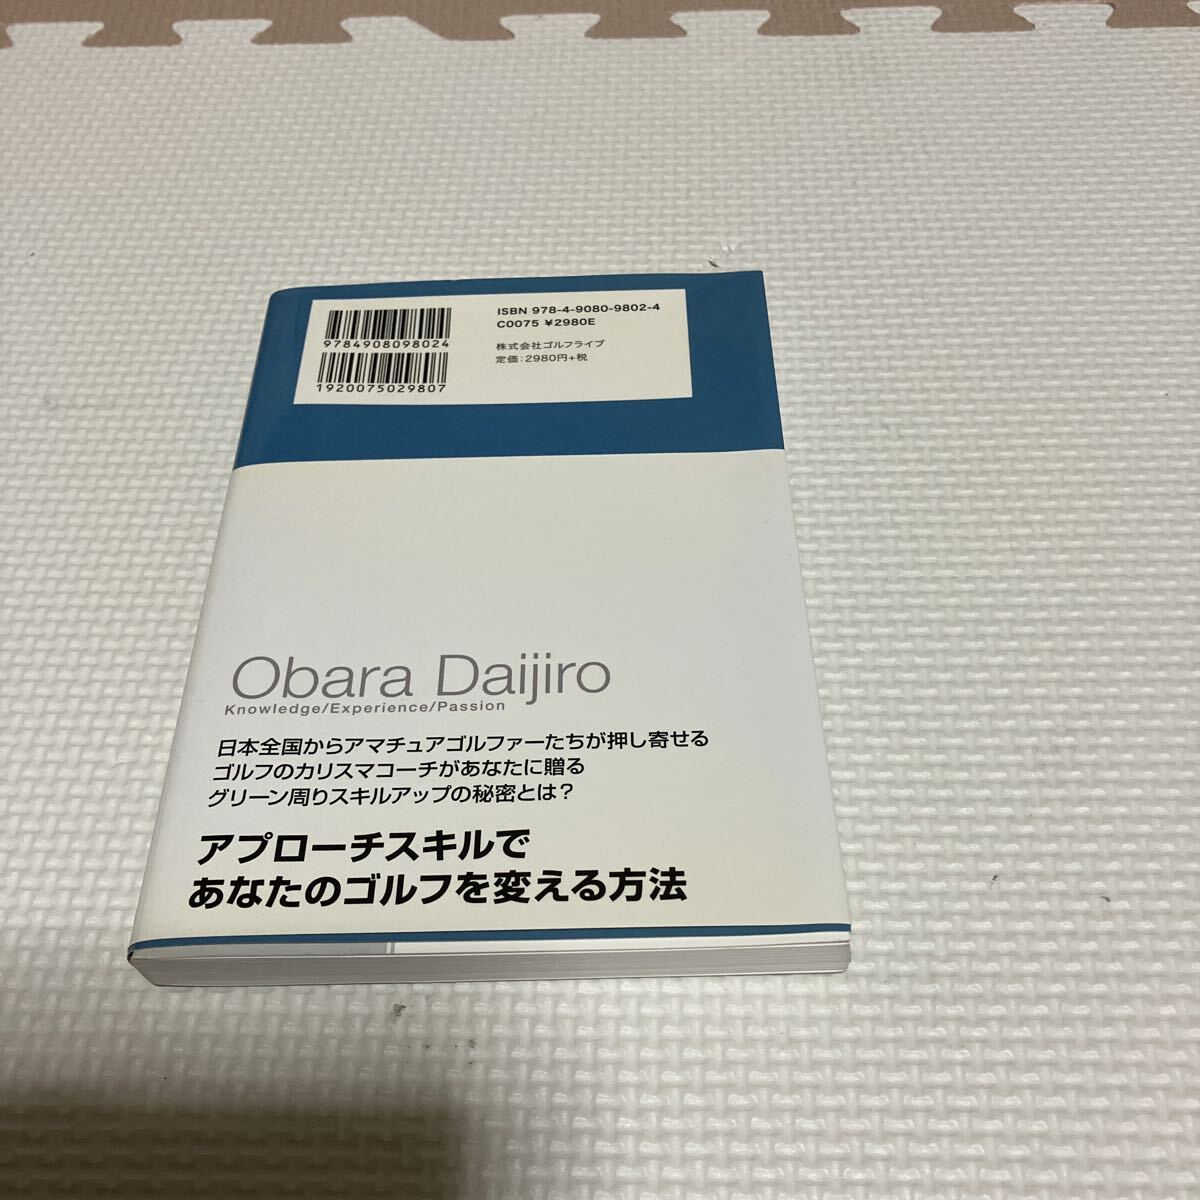 ISBN 978-4-9080-9802-4
C0075 ¥2980E
9784908098024
株式会社ゴルフライブ
定価：2980円+税
1920075029807
Obara Daijiro
Knowledge/Experience/Passion
日本全国からアマチュアゴルファーたちが押し寄せる
ゴルフのカリスマコーチがあなたに贈る
グリーン周りスキルアップの秘密とは？
アプローチスキルで
あなたのゴルフを変える方法